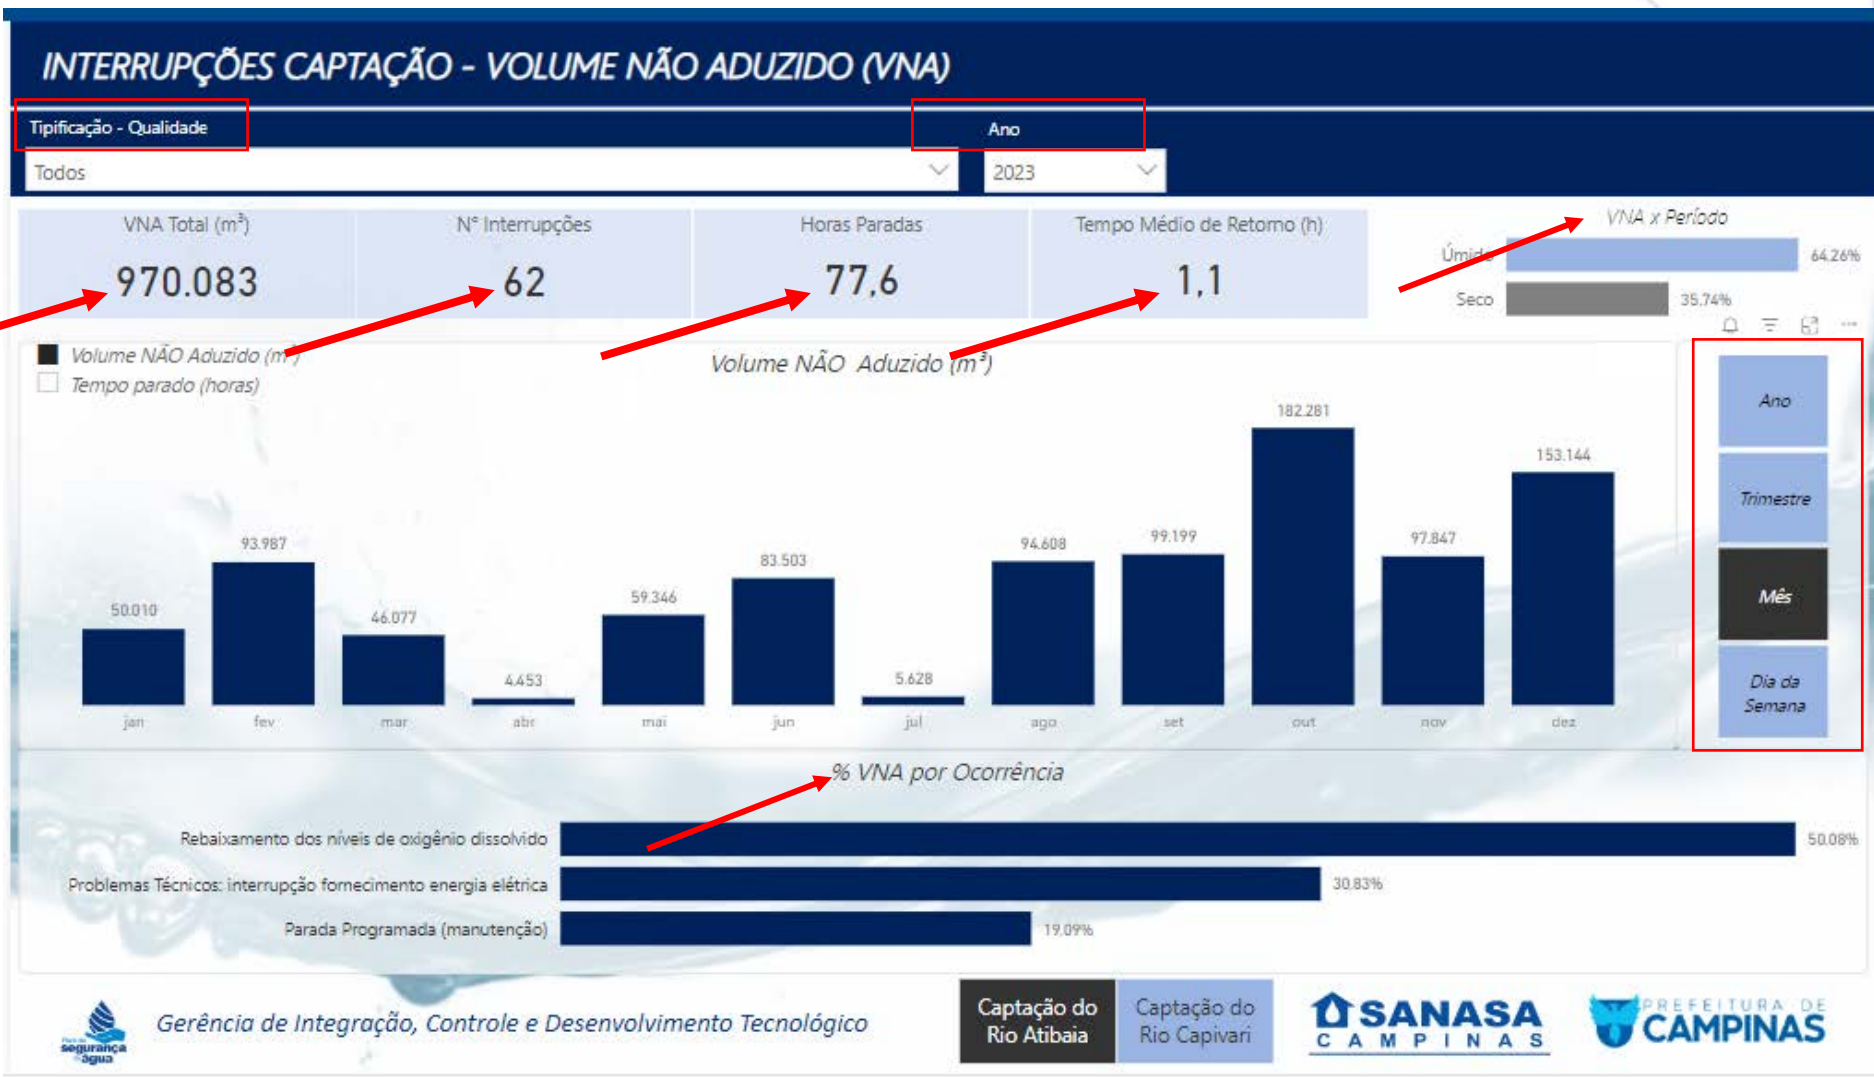 INTERRUPÇÕES CAPTAÇÃO - VOLUME NÃO ADUZIDO (VNA)
Tipificação - Qualidade
Ano
Todos
2023
VNA Total (m³)
970.083
Nº Interrupções
62
Horas Paradas
77,6
Tempo Médio de Retorno (h)
1,1
VNA x Período
Úmido
64.26%
Seco
35.74%
Volume NÃO Aduzido (m³)
Tempo parado (horas)
Volume NÃO Aduzido (m³)
50.010
93.987
46.077
4.453
59.346
83.503
5.628
94.608
99.199
182.281
97.847
153.144
jan
fev
mar
abr
mai
jun
jul
ago
set
out
nov
dez
Ano
Trimestre
Mês
Dia da
Semana
% VNA por Ocorrência
Rebaixamento dos níveis de oxigênio dissolvido
50.08%
Problemas Técnicos: interrupção fornecimento energia elétrica
30.83%
Parada Programada (manutenção)
19.09%
segurança
água
Gerência de Integração, Controle e Desenvolvimento Tecnológico
Captação do
Rio Atibaia
Captação do
Rio Capivari
SANASA
CAMPINAS
PREFEITURA DE
CAMPINAS